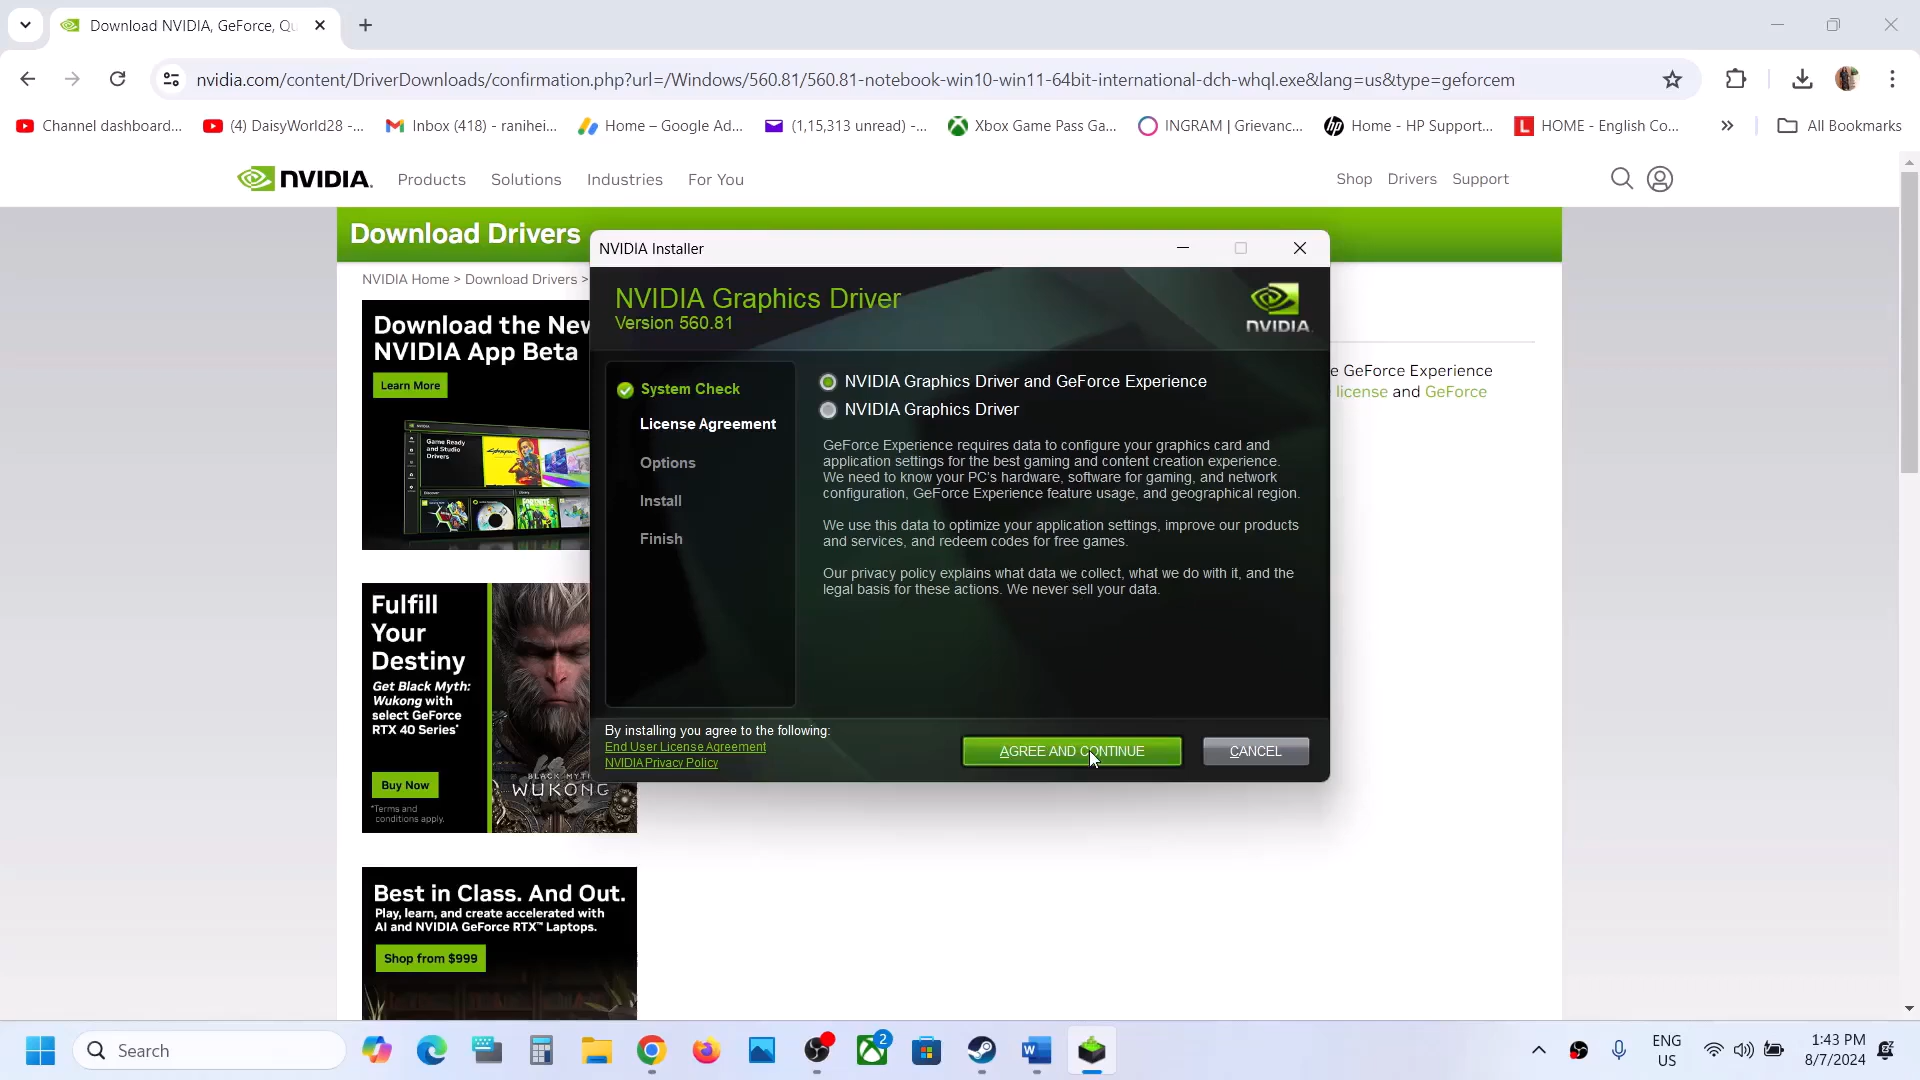 Download NVIDIA, GeForce, Qu
nvidia.com/content/DriverDownloads/confirmation.php?url=/Windows/560.81/560.81-notebook-win10-win11-64bit-international-dch-whql.exe&lang=us&type=geforcem
Channel dashboard...
(4) DaisyWorld28 -...
Inbox (418) - ranihei...
Home – Google Ad...
(1,15,313 unread) -...
Xbox Game Pass Ga...
INGRAM | Grievanc...
Home - HP Support...
HOME - English Co...
All Bookmarks
NVIDIA.
Products
Solutions
Industries
For You
Shop
Drivers
Support
Download Drivers
NVIDIA Home > Download Drivers >
Download the New
NVIDIA App Beta
Learn More
Game Ready
and Studio
Drivers
Fulfill
Your
Destiny
Get Black Myth:
Wukong with
select GeForce
RTX 40 Series*
Buy Now
*Terms and
conditions apply.
BLACK MYTH
WUKONG
Best in Class. And Out.
Play, learn, and create accelerated with
AI and NVIDIA GeForce RTX™ Laptops.
Shop from $999
e GeForce Experience
license and GeForce
NVIDIA Installer
NVIDIA Graphics Driver
Version 560.81
NVIDIA.
System Check
License Agreement
Options
Install
Finish
NVIDIA Graphics Driver and GeForce Experience
NVIDIA Graphics Driver
GeForce Experience requires data to configure your graphics card and
application settings for the best gaming and content creation experience.
We need to know your PC's hardware, software for gaming, and network
configuration, GeForce Experience feature usage, and geographical region.
We use this data to optimize your application settings, improve our products
and services, and redeem codes for free games.
Our privacy policy explains what data we collect, what we do with it, and the
legal basis for these actions. We never sell your data.
By installing you agree to the following:
End User License Agreement
NVIDIA Privacy Policy
AGREE AND CONTINUE
CANCEL
Search
2
ENG
US
1:43 PM
8/7/2024